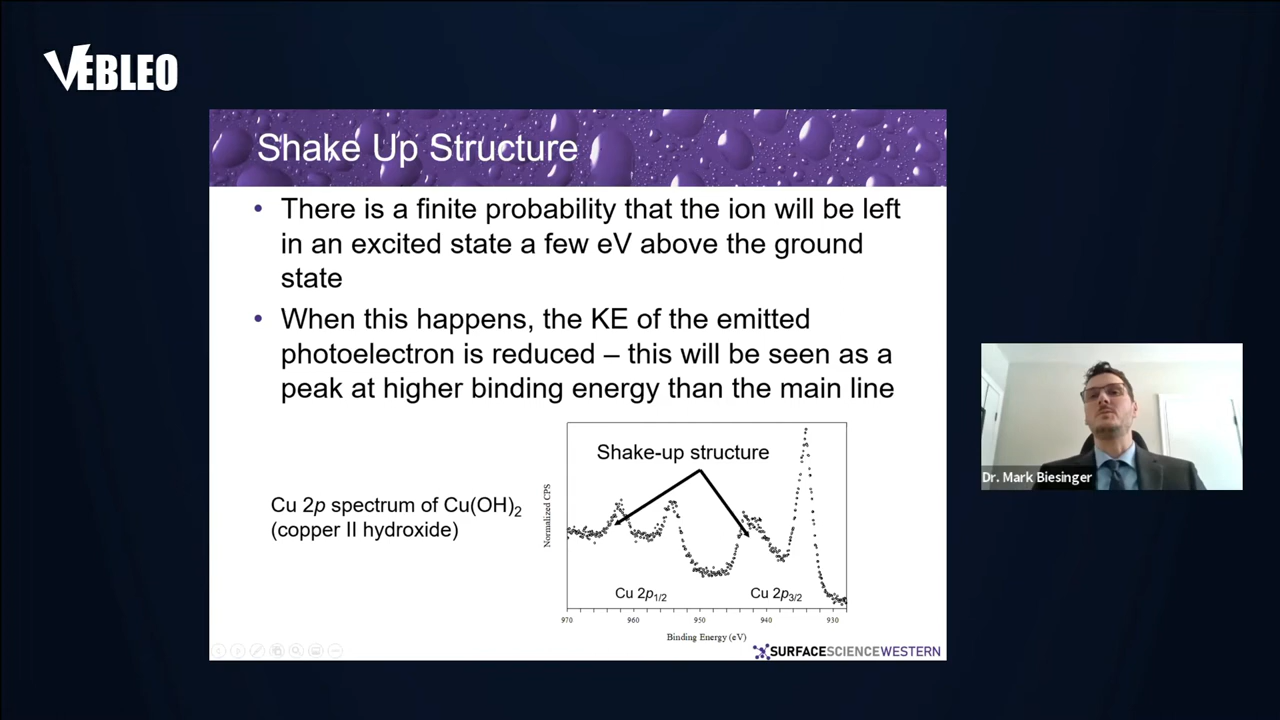 VEBLEO
Shake Up Structure
• There is a finite probability that the ion will be left
in an excited state a few eV above the ground
state
• When this happens, the KE of the emitted
photoelectron is reduced – this will be seen as a
peak at higher binding energy than the main line
Cu 2p spectrum of Cu(OH)₂
(copper II hydroxide)
Shake-up structure
Normalized CPS
Cu 2p₁/₂
Cu 2p₃/₂
970 960 950 940 930
Binding Energy (eV)
SURFACESCIENCEWESTERN
Dr. Mark Biesinger